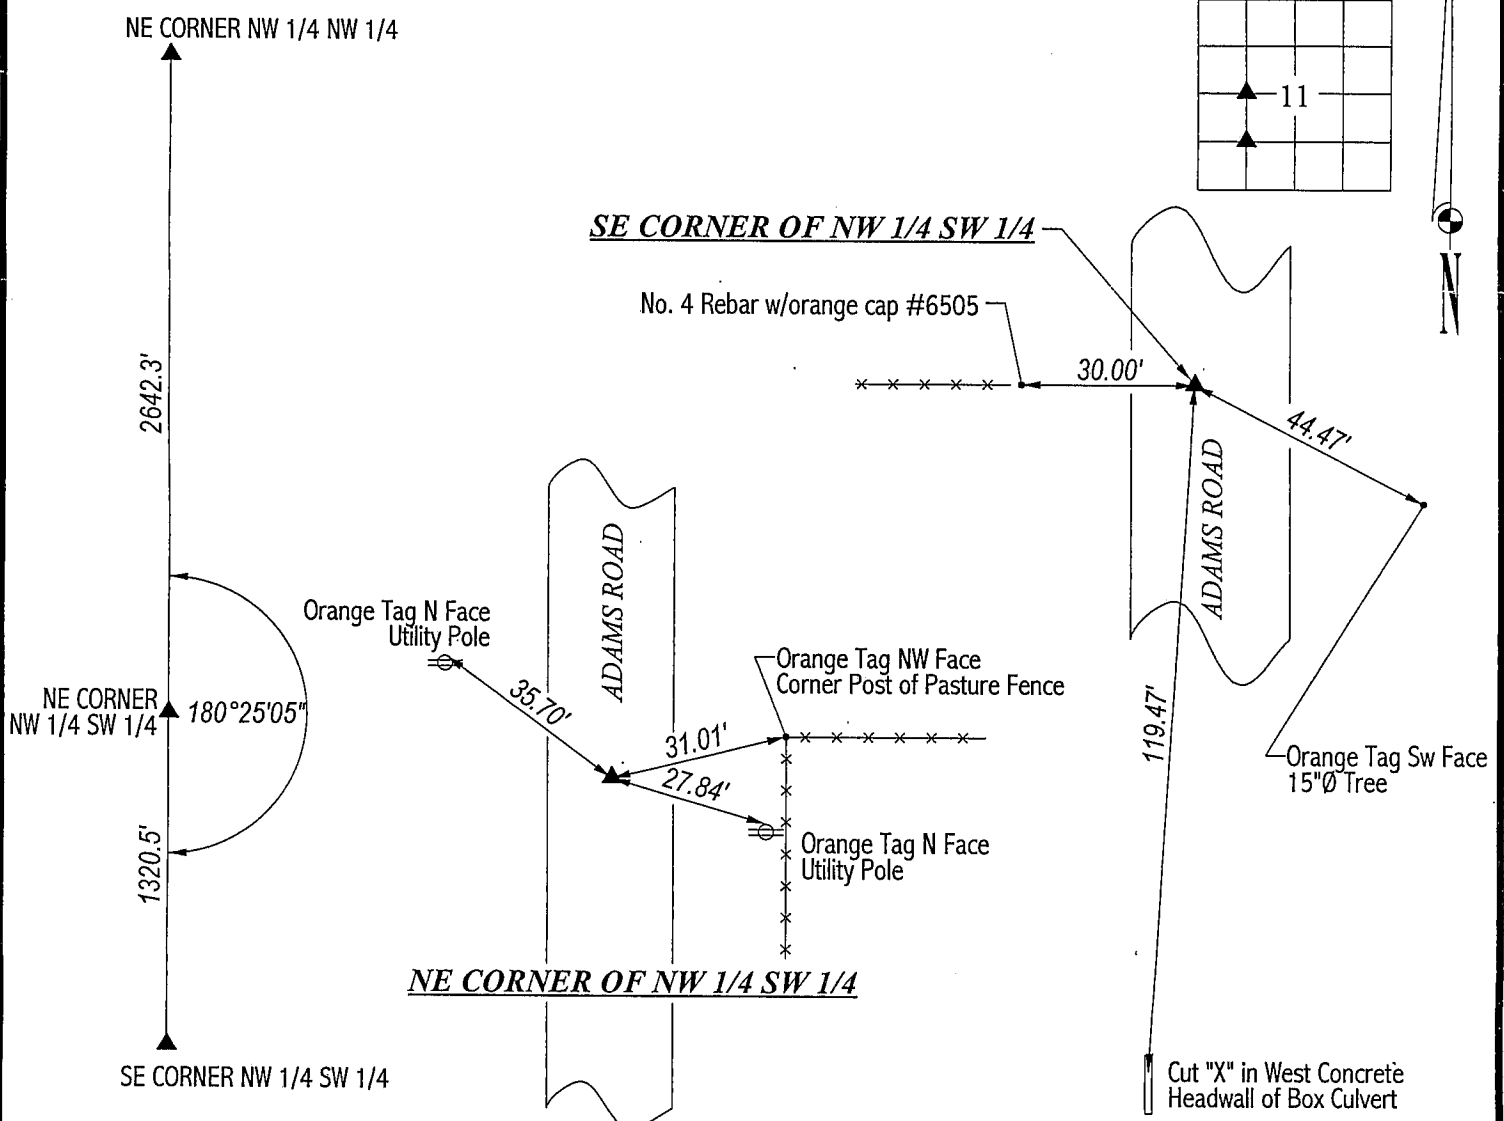 NE CORNER NW 1/4 NW 1/4
11
SE CORNER OF NW 1/4 SW 1/4
N
No. 4 Rebar w/orange cap #6505
30.00'
2642.3'
44.47'
ADAMS ROAD
ADAMS ROAD
Orange Tag N Face
Utility Pole
Orange Tag NW Face
Corner Post of Pasture Fence
35.70'
NE CORNER
NW 1/4 SW 1/4
180°25'05"
31.01'
27.84'
119.47'
Orange Tag Sw Face
15"Ø Tree
1320.5'
Orange Tag N Face
Utility Pole
NE CORNER OF NW 1/4 SW 1/4
SE CORNER NW 1/4 SW 1/4
Cut "X" in West Concrete
Headwall of Box Culvert